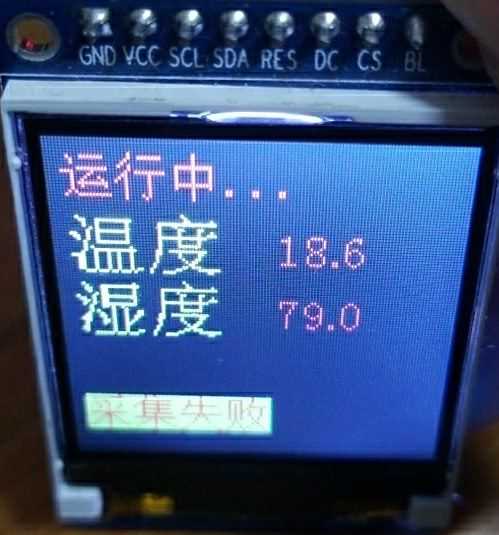 GND VCC SCL SDA RES DC CS BL
运行中...
温度 18.6
湿度 79.0
采集失败